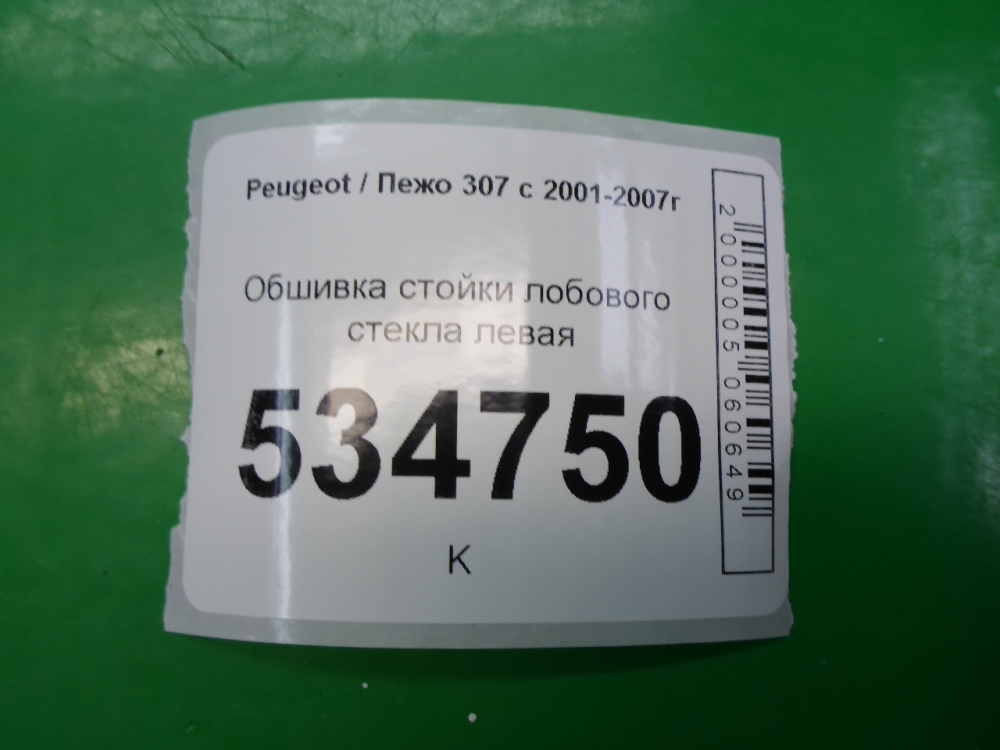 Peugeot / Пежо 307 с 2001-2007г
Обшивка стойки лобового
стекла левая
534750
К
2000005060649